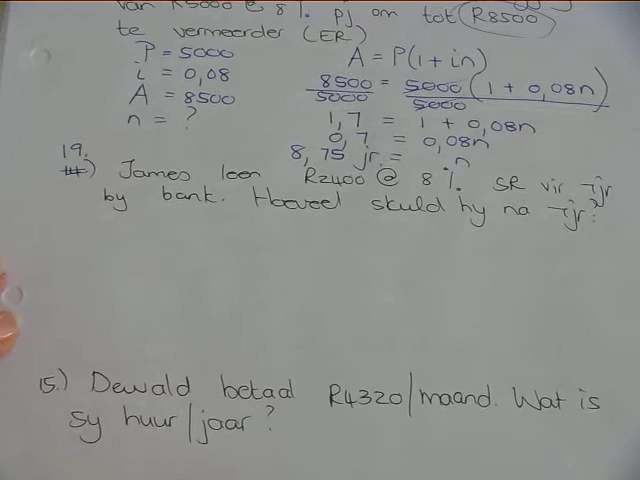 van R5000 @ 8 %. pj om tot R8500
te vermeerder (ER)
P = 5000
A = P(1 + in)
i = 0,08
8500/5000 = 5000(1 + 0,08n)/5000
A = 8500
n = ?
1,7 = 1 + 0,08n
0,7 = 0,08n
8,75 jr. = n
19.
James leen R2400 @ 8 %. SR vir 7jr
by bank. Hoeveel skuld hy na 7jr?
15.) Dewald betaal R4320/maand. Wat is
sy huur/jaar?